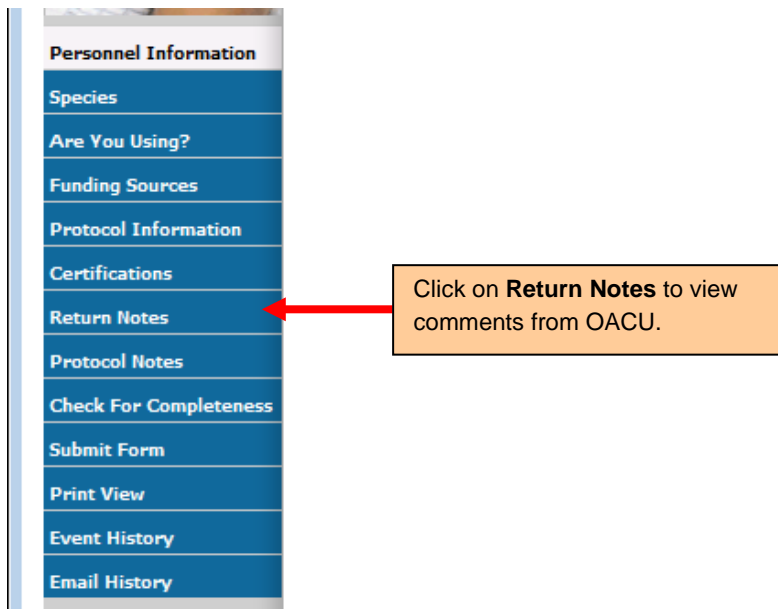 Personnel Information
Species
Are You Using?
Funding Sources
Protocol Information
Certifications
Return Notes
Protocol Notes
Check For Completeness
Submit Form
Print View
Event History
Email History
Click on Return Notes to view
comments from OACU.